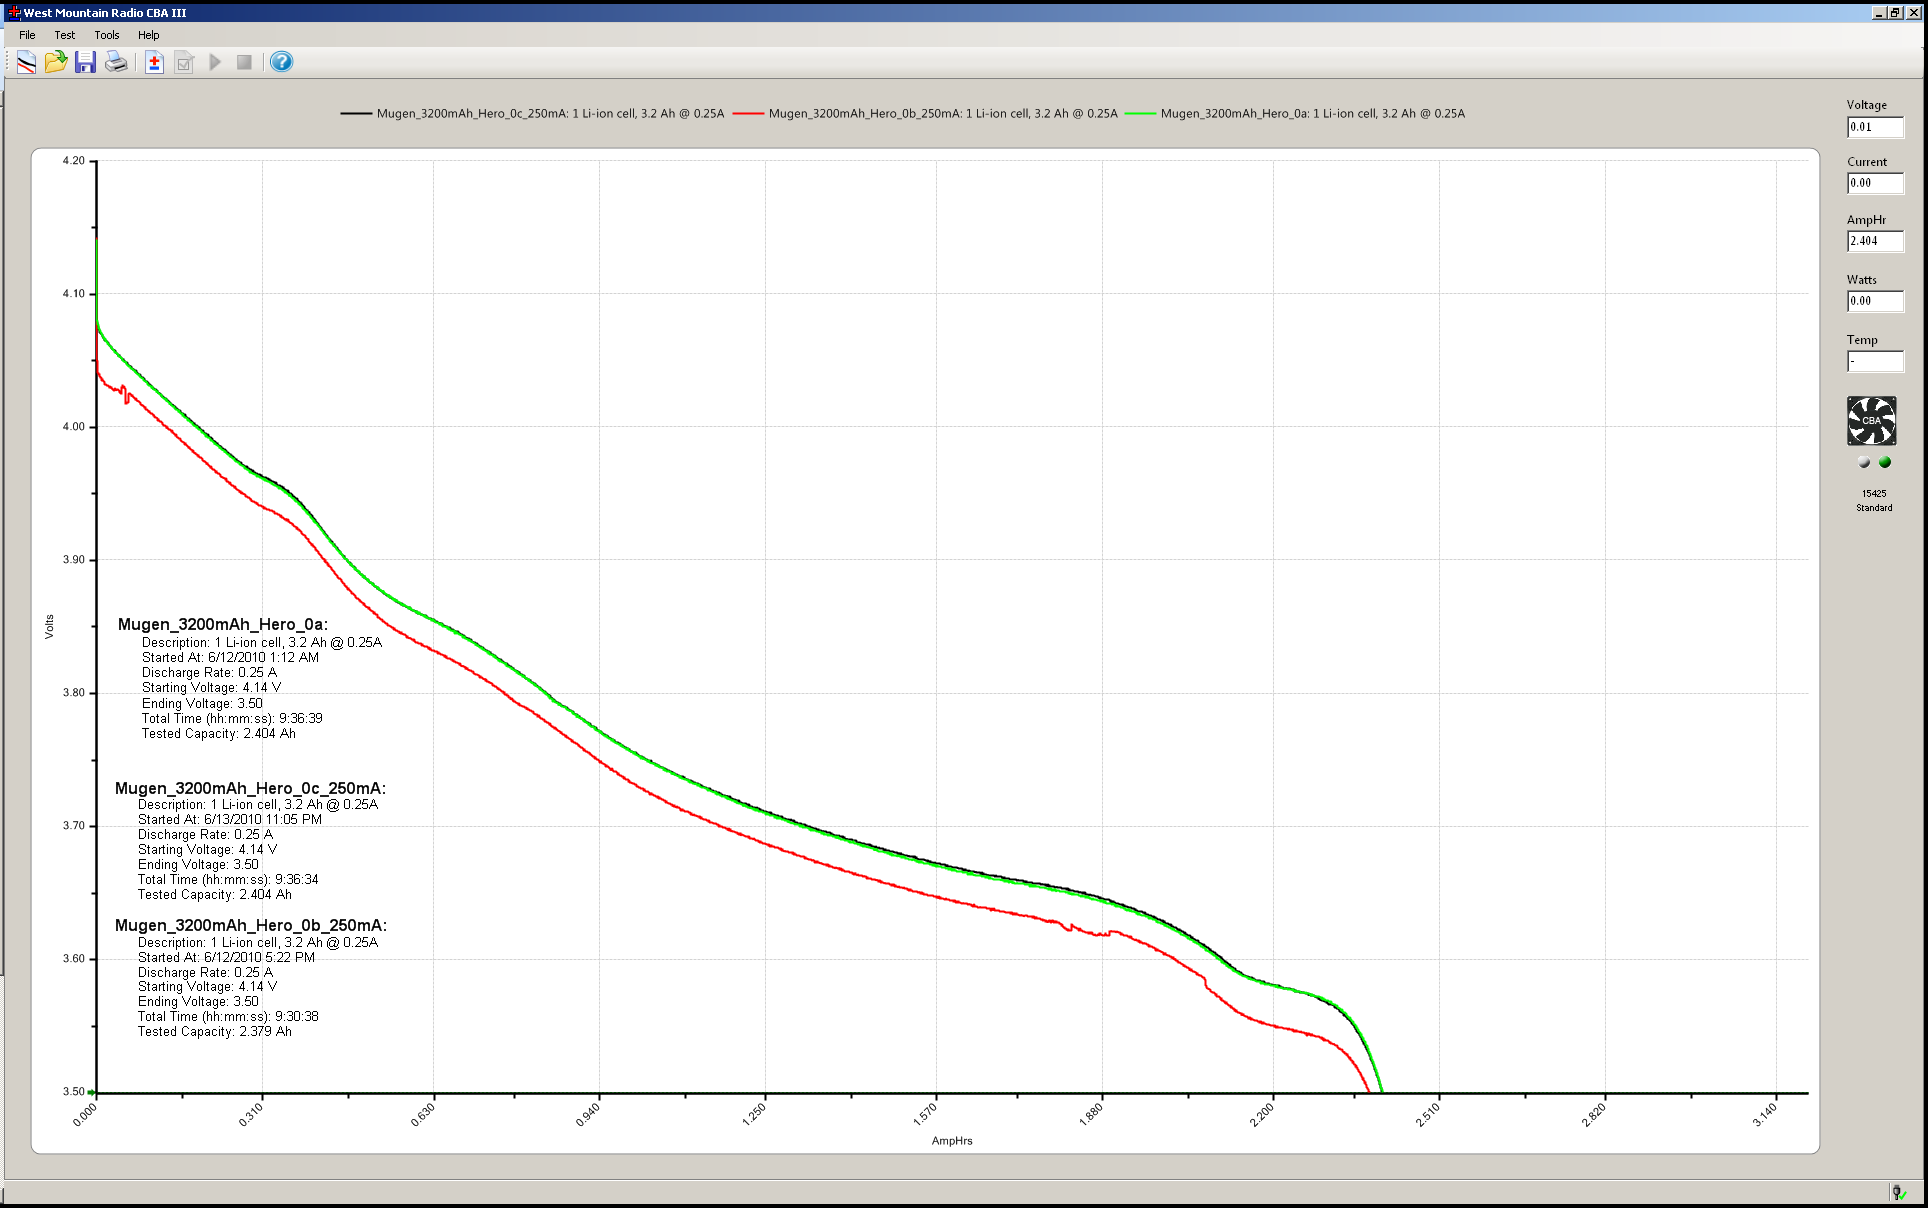 West Mountain Radio CBA III
File Test Tools Help
Mugen_3200mAh_Hero_0c_250mA: 1 Li-ion cell, 3.2 Ah @ 0.25A Mugen_3200mAh_Hero_0b_250mA: 1 Li-ion cell, 3.2 Ah @ 0.25A Mugen_3200mAh_Hero_0a: 1 Li-ion cell, 3.2 Ah @ 0.25A
Voltage
0.01
Current
0.00
AmpHr
2.404
Watts
0.00
Temp
-
CBA
15425
Standard
4.20
4.10
4.00
3.90
3.80
3.70
3.60
3.50
Volts
Mugen_3200mAh_Hero_0a:
Description: 1 Li-ion cell, 3.2 Ah @ 0.25A
Started At: 6/12/2010 1:12 AM
Discharge Rate: 0.25 A
Starting Voltage: 4.14 V
Ending Voltage: 3.50
Total Time (hh:mm:ss): 9:36:39
Tested Capacity: 2.404 Ah
Mugen_3200mAh_Hero_0c_250mA:
Description: 1 Li-ion cell, 3.2 Ah @ 0.25A
Started At: 6/13/2010 11:05 PM
Discharge Rate: 0.25 A
Starting Voltage: 4.14 V
Ending Voltage: 3.50
Total Time (hh:mm:ss): 9:36:34
Tested Capacity: 2.404 Ah
Mugen_3200mAh_Hero_0b_250mA:
Description: 1 Li-ion cell, 3.2 Ah @ 0.25A
Started At: 6/12/2010 5:22 PM
Discharge Rate: 0.25 A
Starting Voltage: 4.14 V
Ending Voltage: 3.50
Total Time (hh:mm:ss): 9:30:38
Tested Capacity: 2.379 Ah
0.000 0.310 0.630 0.940 1.250 1.570 1.880 2.200 2.510 2.820 3.140
AmpHrs